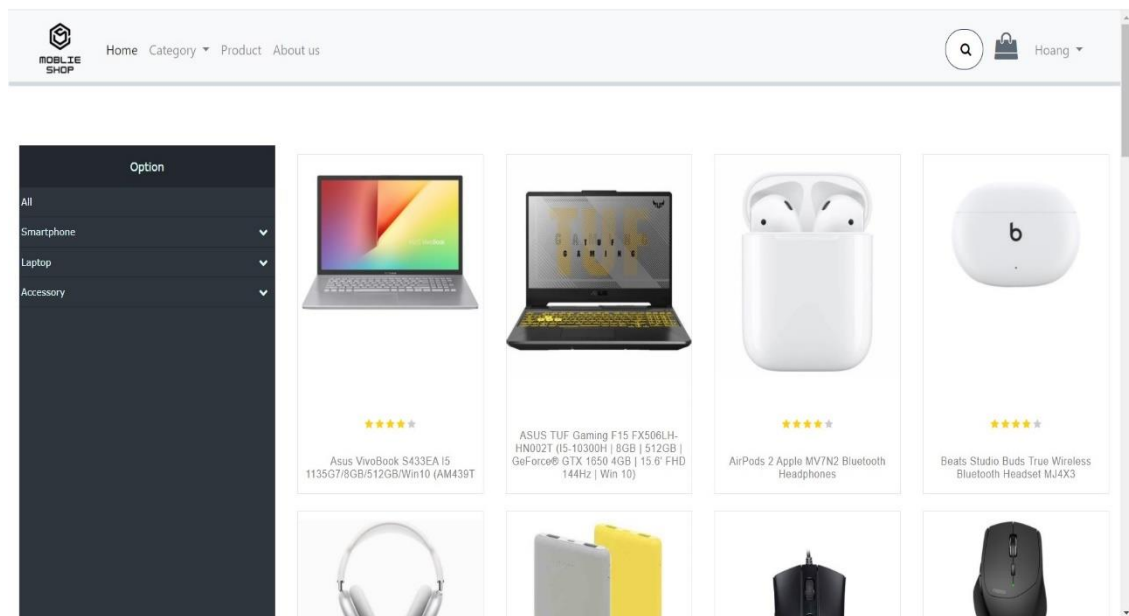 MOBLIE
SHOP
Home Category Product About us
Hoang
Option
All
Smartphone
Laptop
Accessory
TUF
GAMING
b
Asus VivoBook S433EA I5
1135G7/8GB/512GB/Win10 (AM439T
ASUS TUF Gaming F15 FX506LH-
HN002T (I5-10300H | 8GB | 512GB |
GeForce® GTX 1650 4GB | 15.6' FHD
144Hz | Win 10)
AirPods 2 Apple MV7N2 Bluetooth
Headphones
Beats Studio Buds True Wireless
Bluetooth Headset MJ4X3